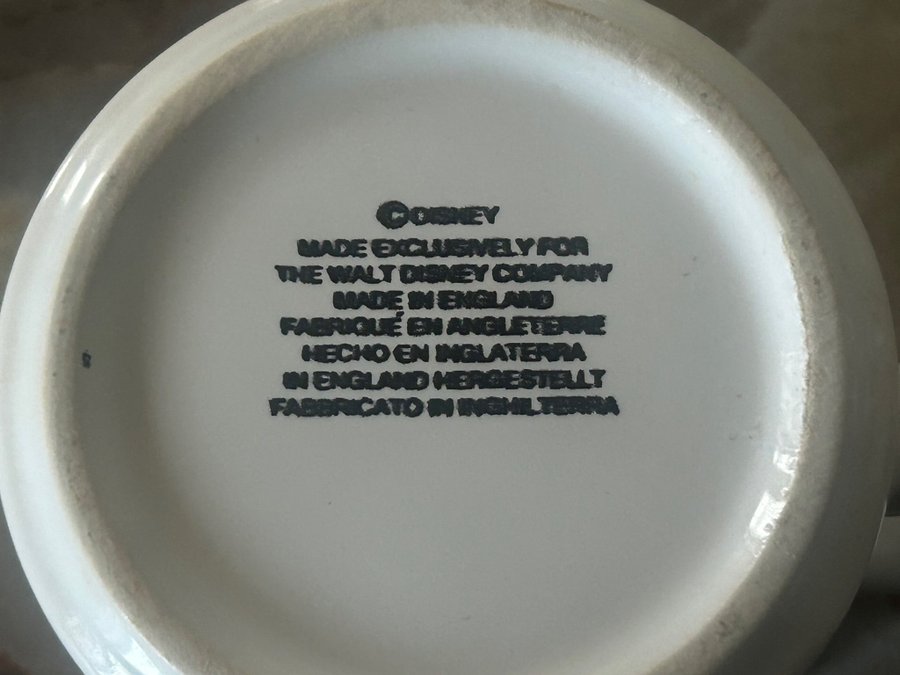 © DISNEY
MADE EXCLUSIVELY FOR
THE WALT DISNEY COMPANY
MADE IN ENGLAND
FABRIQUÉ EN ANGLETERRE
HECHO EN INGLATERRA
IN ENGLAND HERGESTELLT
FABBRICATO IN INGHILTERRA